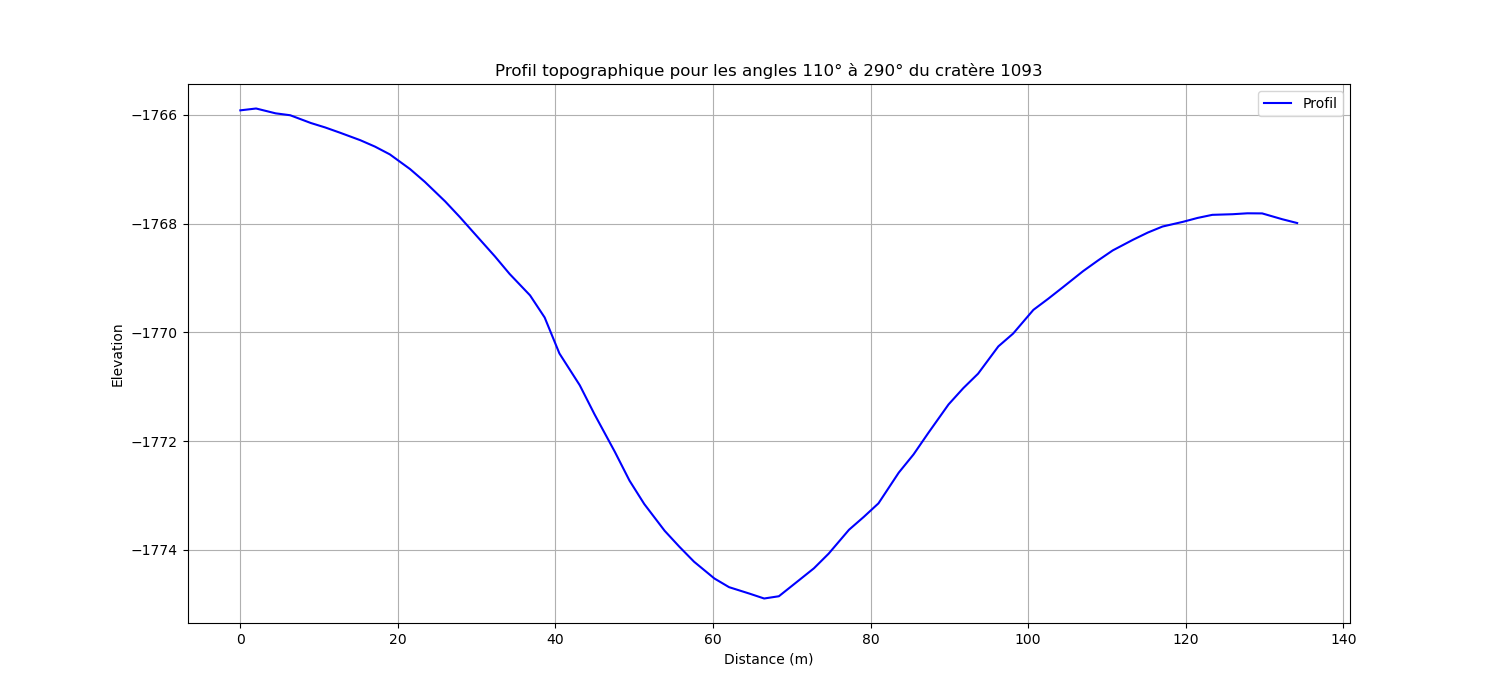 Profil topographique pour les angles 110° à 290° du cratère 1093
Profil
−1766
−1768
−1770
−1772
−1774
Elevation
0 20 40 60 80 100 120 140
Distance (m)